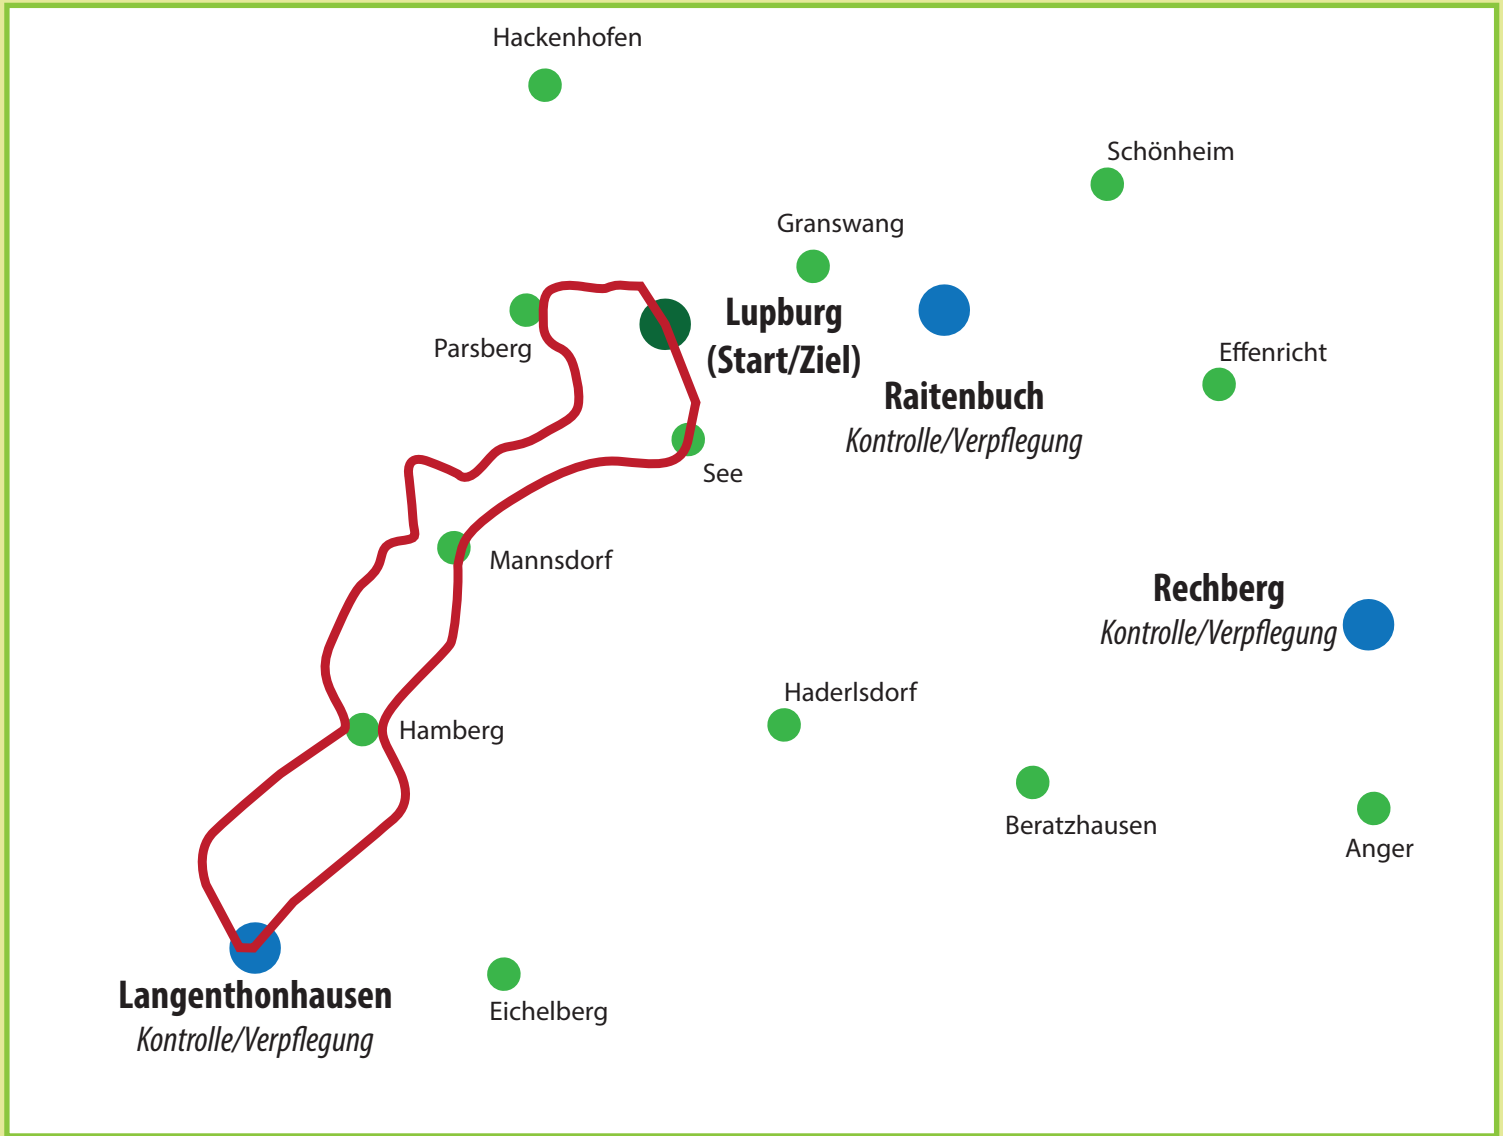 Hackenhofen
Schönheim
Granswang
Lupburg
(Start/Ziel)
Parsberg
Effenricht
Raitenbuch
Kontrolle/Verpflegung
See
Mannsdorf
Rechberg
Kontrolle/Verpflegung
Haderlsdorf
Hamberg
Beratzhausen
Anger
Langenthonhausen
Kontrolle/Verpflegung
Eichelberg